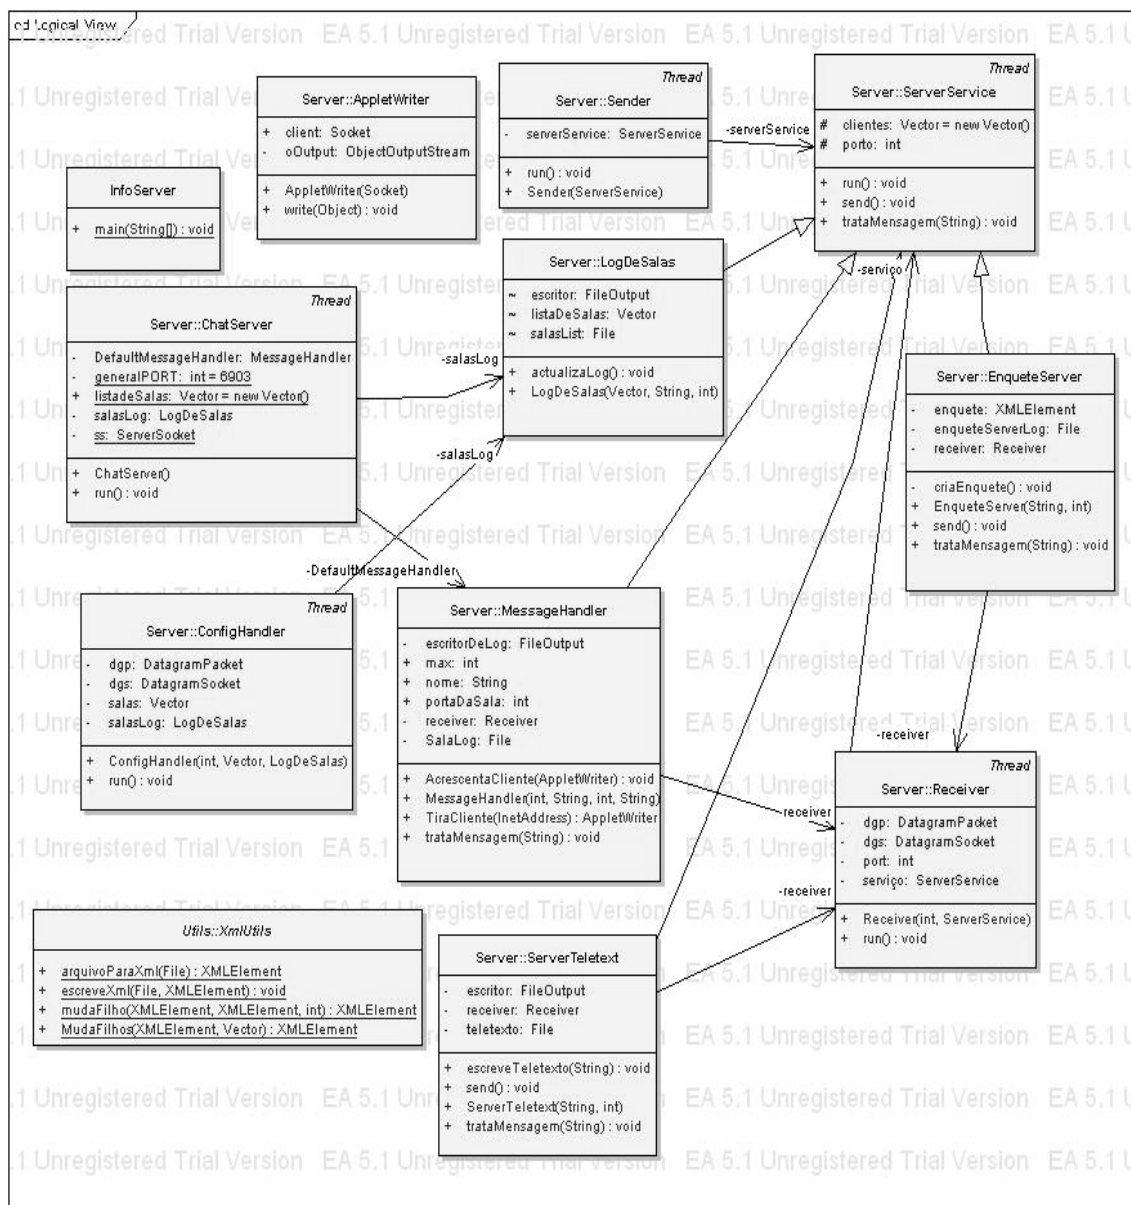 cd Logical View
EA 5.1 Unregistered Trial Version
Server::AppletWriter
+ client: Socket
- oOutput: ObjectOutputStream
+ AppletWriter(Socket)
+ write(Object) : void
Thread
Server::Sender
- serverService: ServerService
+ run() : void
+ Sender(ServerService)
-serverService
Thread
Server::ServerService
# clientes: Vector = new Vector()
# porto: int
+ run() : void
+ send() : void
+ trataMensagem(String) : void
InfoServer
+ main(String[]) : void
Server::LogDeSalas
~ escritor: FileOutput
~ listaDeSalas: Vector
~ salasList: File
+ actualizaLog() : void
+ LogDeSalas(Vector, String, int)
-serviço
Thread
Server::ChatServer
- DefaultMessageHandler: MessageHandler
- generalPORT: int = 6903
+ listadeSalas: Vector = new Vector()
- salasLog: LogDeSalas
- ss: ServerSocket
+ ChatServer()
+ run() : void
-salasLog
-salasLog
-DefaultMessageHandler
Server::EnqueteServer
- enquete: XMLElement
- enqueteServerLog: File
- receiver: Receiver
- criaEnquete() : void
+ EnqueteServer(String, int)
+ send() : void
+ trataMensagem(String) : void
Thread
Server::ConfigHandler
- dgp: DatagramPacket
- dgs: DatagramSocket
- salas: Vector
- salasLog: LogDeSalas
+ ConfigHandler(int, Vector, LogDeSalas)
+ run() : void
Server::MessageHandler
- escritorDeLog: FileOutput
+ max: int
+ nome: String
+ portaDaSala: int
- receiver: Receiver
- SalaLog: File
+ AcrescentaCliente(AppletWriter) : void
+ MessageHandler(int, String, int, String)
+ TiraCliente(InetAddress) : AppletWriter
+ trataMensagem(String) : void
-receiver
-receiver
-receiver
Thread
Server::Receiver
- dgp: DatagramPacket
- dgs: DatagramSocket
- port: int
- serviço: ServerService
+ Receiver(int, ServerService)
+ run() : void
Utils::XmlUtils
+ arquivoParaXml(File) : XMLElement
+ escreveXml(File, XMLElement) : void
+ mudaFilho(XMLElement, XMLElement, int) : XMLElement
+ MudaFilhos(XMLElement, Vector) : XMLElement
Server::ServerTeletext
- escritor: FileOutput
- receiver: Receiver
- teletexto: File
+ escreveTeletexto(String) : void
+ send() : void
+ ServerTeletext(String, int)
+ trataMensagem(String) : void